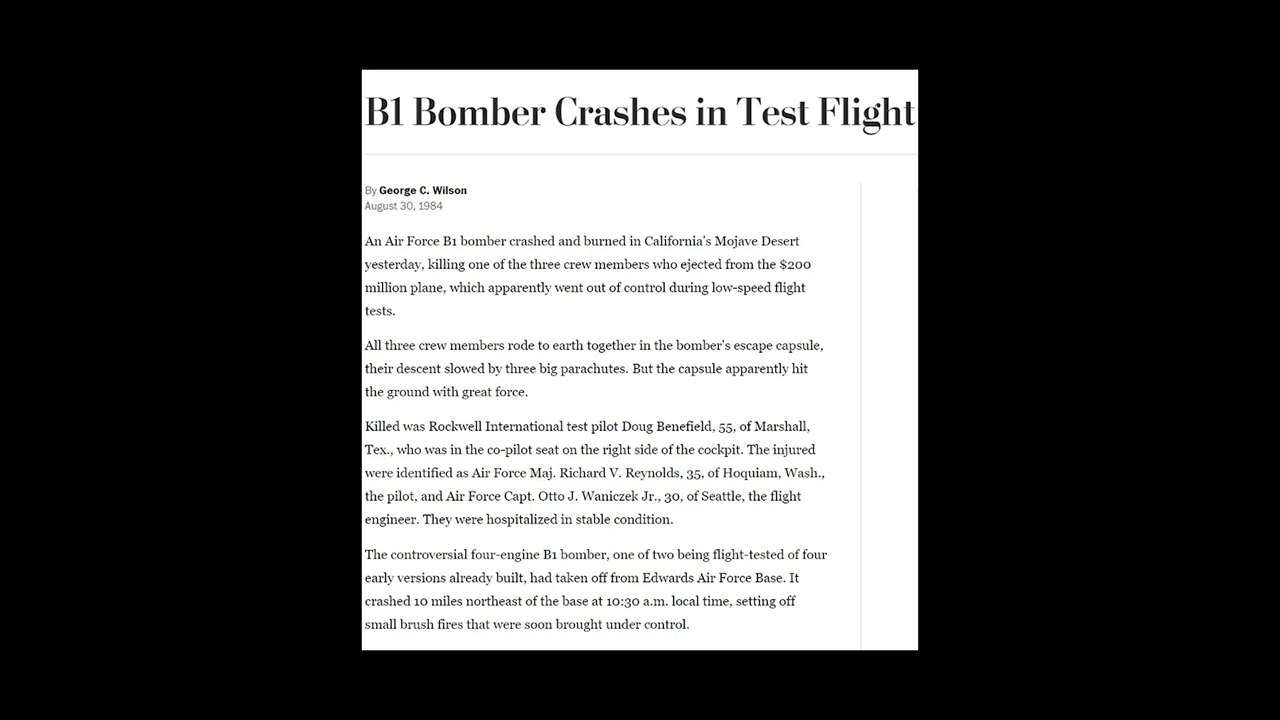 B1 Bomber Crashes in Test Flight
By George C. Wilson
August 30, 1984
An Air Force B1 bomber crashed and burned in California's Mojave Desert
yesterday, killing one of the three crew members who ejected from the $200
million plane, which apparently went out of control during low-speed flight
tests.
All three crew members rode to earth together in the bomber's escape capsule,
their descent slowed by three big parachutes. But the capsule apparently hit
the ground with great force.
Killed was Rockwell International test pilot Doug Benefield, 55, of Marshall,
Tex., who was in the co-pilot seat on the right side of the cockpit. The injured
were identified as Air Force Maj. Richard V. Reynolds, 35, of Hoquiam, Wash.,
the pilot, and Air Force Capt. Otto J. Waniczek Jr., 30, of Seattle, the flight
engineer. They were hospitalized in stable condition.
The controversial four-engine B1 bomber, one of two being flight-tested of four
early versions already built, had taken off from Edwards Air Force Base. It
crashed 10 miles northeast of the base at 10:30 a.m. local time, setting off
small brush fires that were soon brought under control.